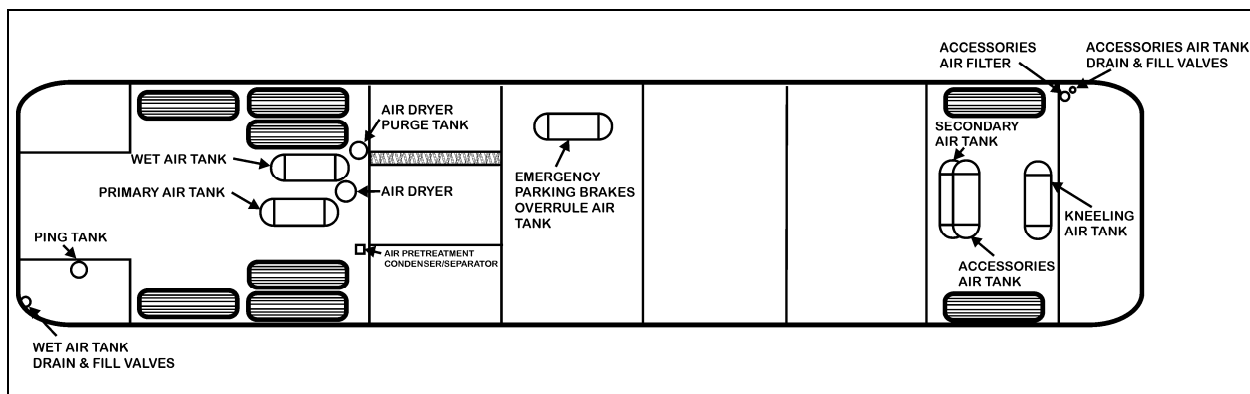 ACCESSORIES
AIR FILTER
ACCESSORIES AIR TANK
DRAIN & FILL VALVES
AIR DRYER
PURGE TANK
WET AIR TANK
PRIMARY AIR TANK
AIR DRYER
EMERGENCY
PARKING BRAKES
OVERRULE AIR
TANK
SECONDARY
AIR TANK
KNEELING
AIR TANK
PING TANK
AIR PRETREATMENT
CONDENSER/SEPARATOR
ACCESSORIES
AIR TANK
WET AIR TANK
DRAIN & FILL VALVES